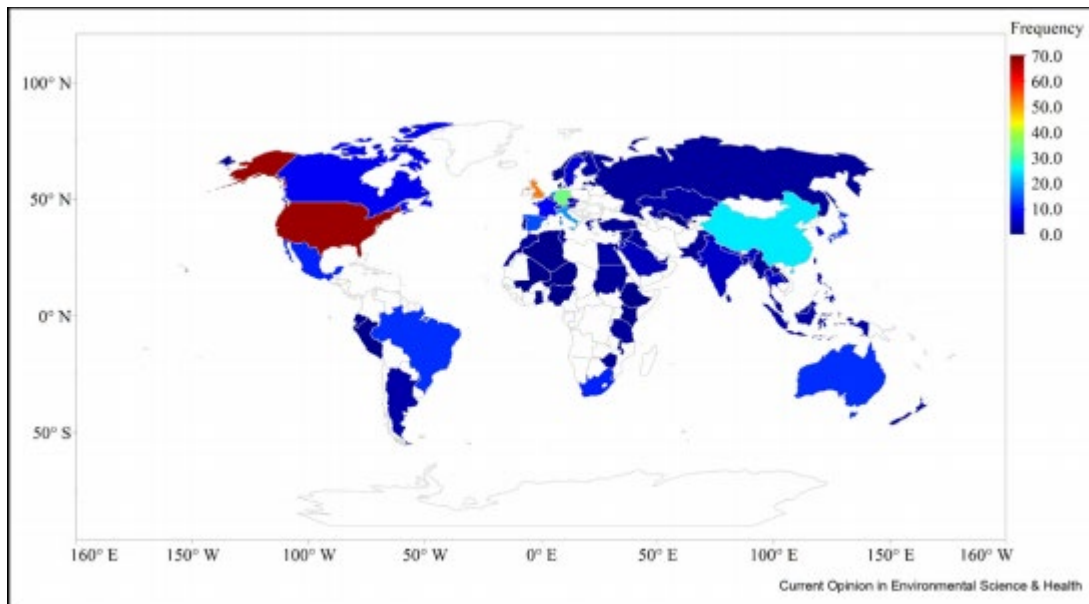 Frequency
70.0
60.0
50.0
40.0
30.0
20.0
10.0
0.0
100° N
50° N
0° N
50° S
160° E 150° W 100° W 50° W 0° E 50° E 100° E 150° E 160° W
Current Opinion in Environmental Science & Health